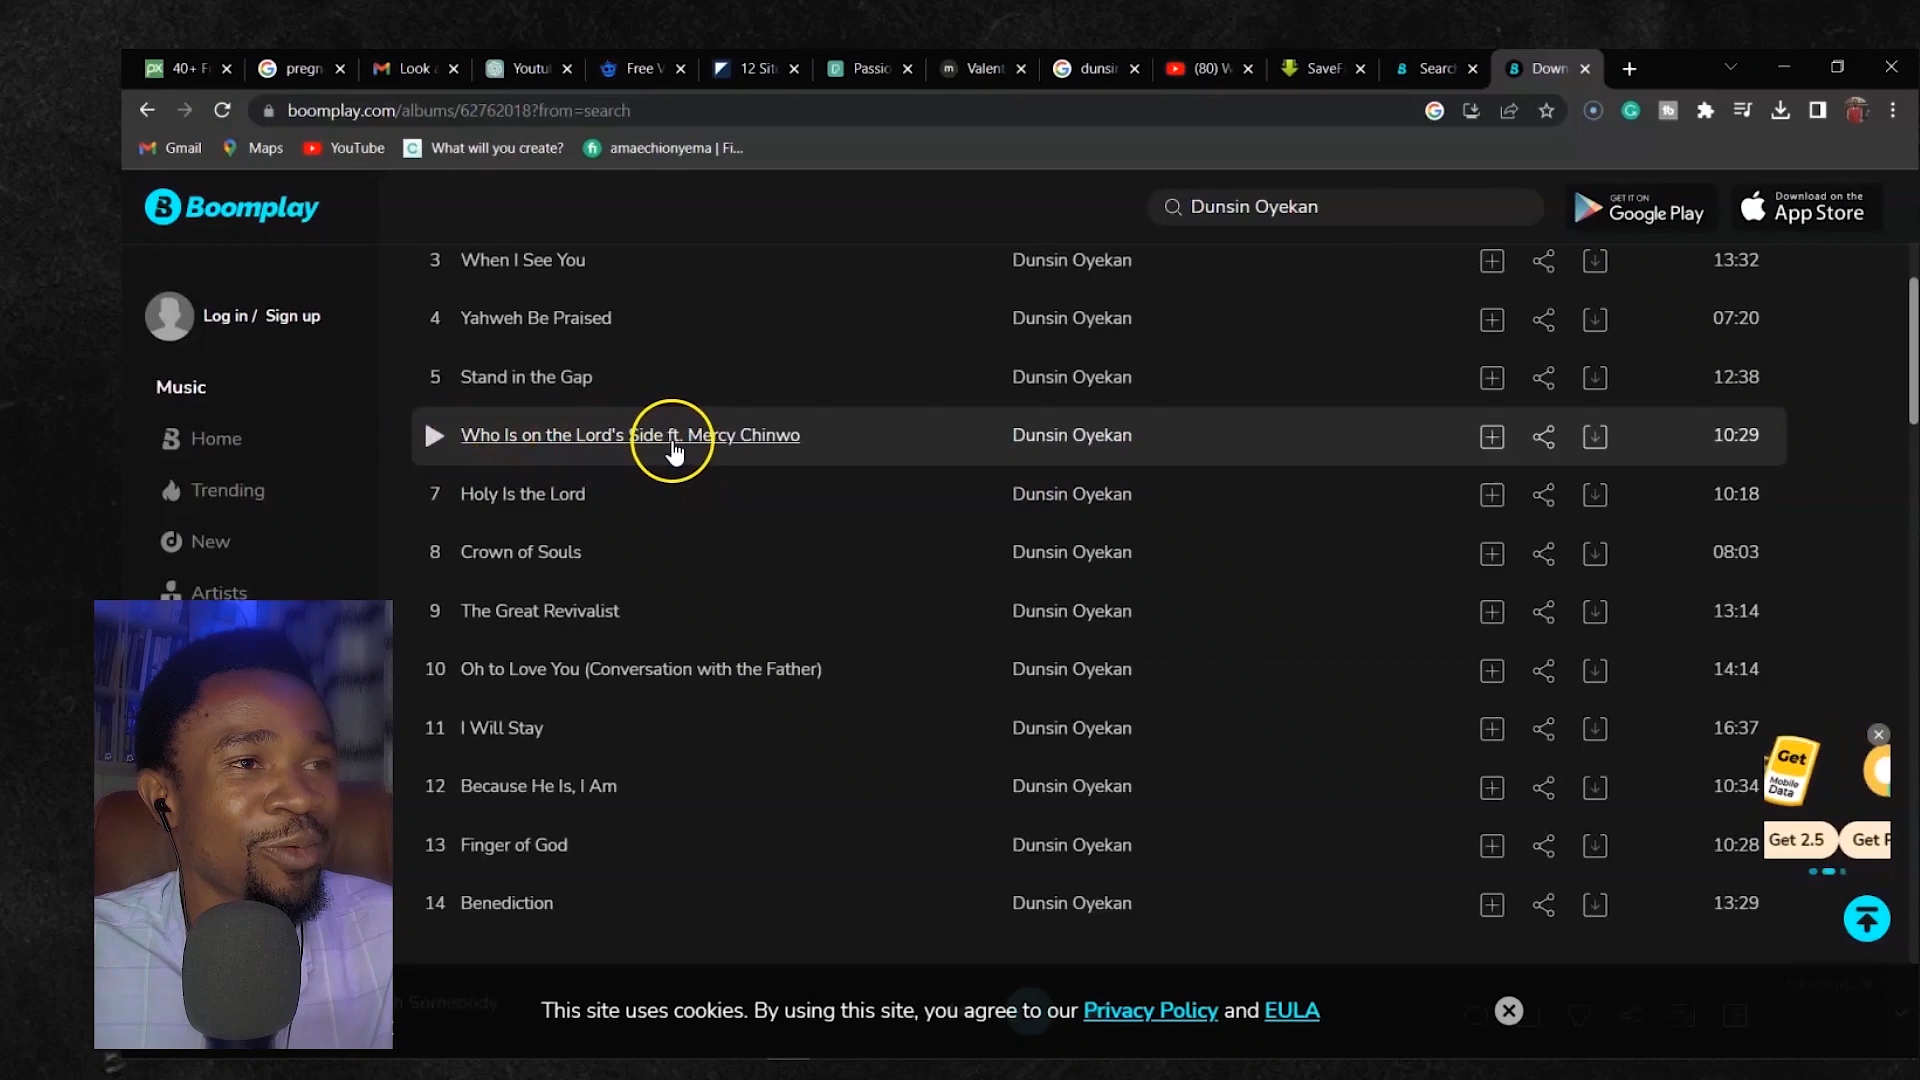 40+ F
pregn
Look
Youtu
Free V
12 Sit
Passio
Valent
dunsin
(80) W
SaveF
Search
Down
boomplay.com/albums/62762018?from=search
Gmail
Maps
YouTube
What will you create?
amaechionyema | Fi...
Boomplay
Dunsin Oyekan
GET IT ON
Google Play
Download on the
App Store
Log in / Sign up
Music
Home
Trending
New
Artists
3 When I See You Dunsin Oyekan 13:32
4 Yahweh Be Praised Dunsin Oyekan 07:20
5 Stand in the Gap Dunsin Oyekan 12:38
Who Is on the Lord's Side ft. Mercy Chinwo Dunsin Oyekan 10:29
7 Holy Is the Lord Dunsin Oyekan 10:18
8 Crown of Souls Dunsin Oyekan 08:03
9 The Great Revivalist Dunsin Oyekan 13:14
10 Oh to Love You (Conversation with the Father) Dunsin Oyekan 14:14
11 I Will Stay Dunsin Oyekan 16:37
12 Because He Is, I Am Dunsin Oyekan 10:34
13 Finger of God Dunsin Oyekan 10:28
14 Benediction Dunsin Oyekan 13:29
Get
Mobile
Data
Get 2.5
Get F
Somebody
This site uses cookies. By using this site, you agree to our Privacy Policy and EULA